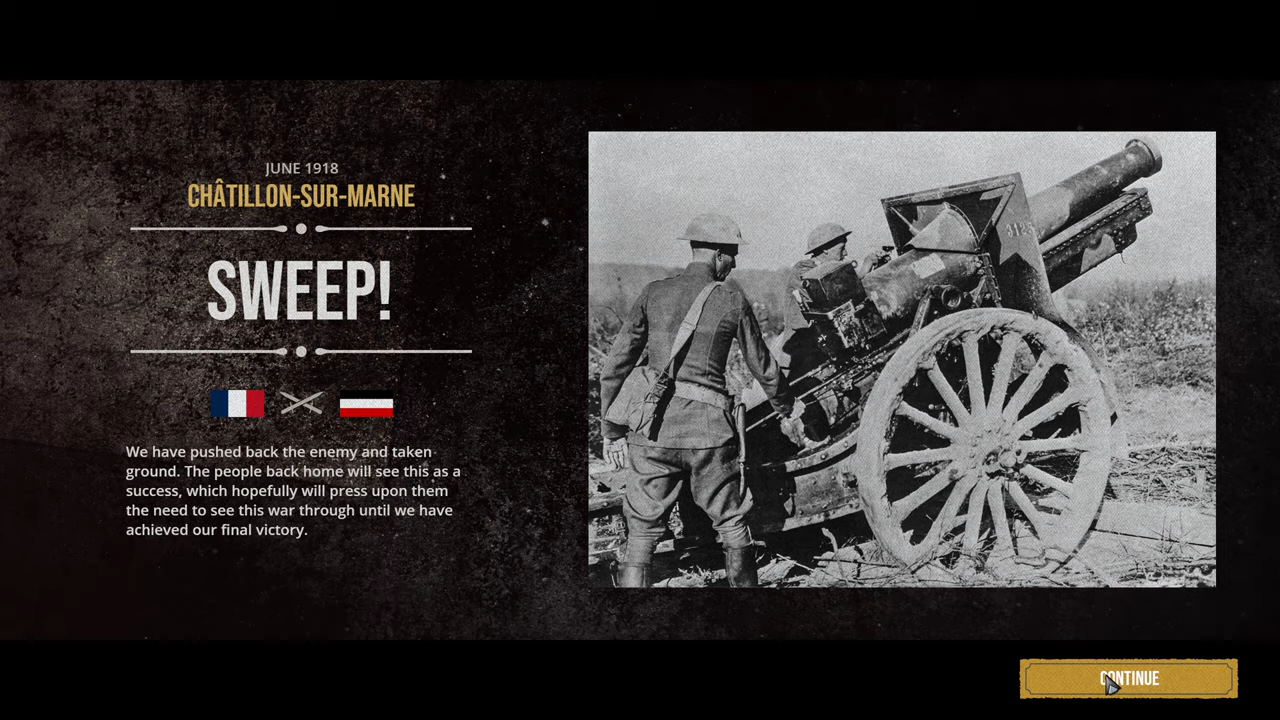 JUNE 1918
CHÂTILLON-SUR-MARNE
SWEEP!
We have pushed back the enemy and taken
ground. The people back home will see this as a
success, which hopefully will press upon them
the need to see this war through until we have
achieved our final victory.
CONTINUE